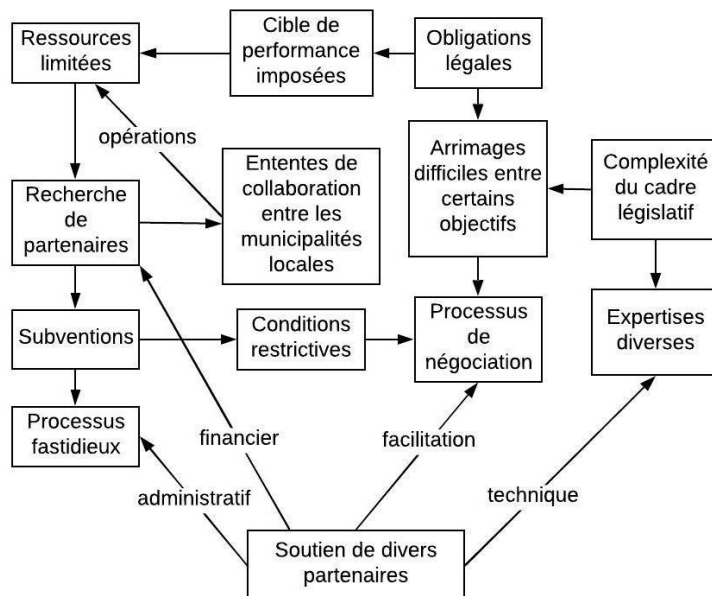 Ressources
limitées
Cible de
performance
imposées
Obligations
légales
opérations
Ententes de
collaboration
entre les
municipalités
locales
Arrimages
difficiles entre
certains
objectifs
Complexité
du cadre
législatif
Recherche
de
partenaires
Subventions
Conditions
restrictives
Processus
de
négociation
Expertises
diverses
Processus
fastidieux
financier
facilitation
administratif
technique
Soutien de divers
partenaires